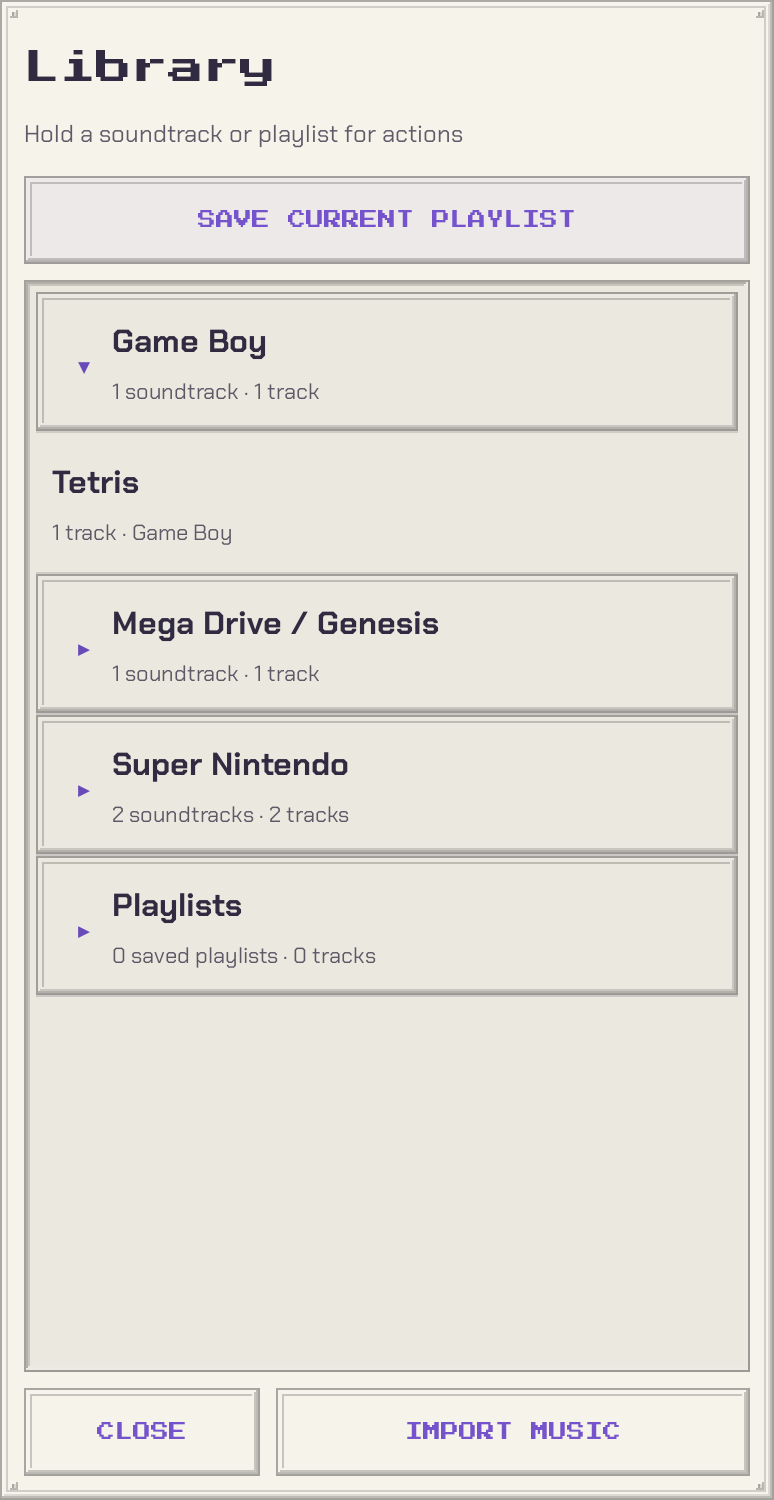 Library
Hold a soundtrack or playlist for actions
SAVE CURRENT PLAYLIST
▼ Game Boy
1 soundtrack · 1 track
Tetris
1 track · Game Boy
► Mega Drive / Genesis
1 soundtrack · 1 track
► Super Nintendo
2 soundtracks · 2 tracks
► Playlists
0 saved playlists · 0 tracks
CLOSE
IMPORT MUSIC